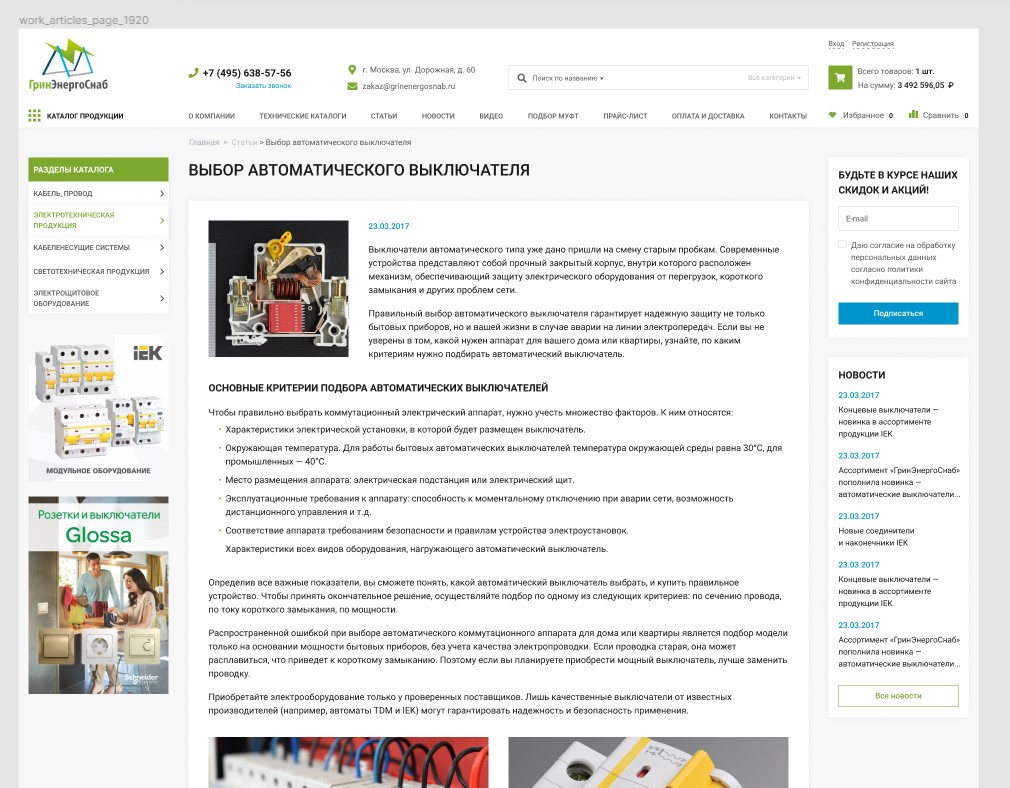 work_articles_page_1920
Вход Регистрация
ГринЭнергоСнаб
+7 (495) 638-57-56
Заказать звонок
г. Москва, ул. Дорожная, д. 60
zakaz@grinenergosnab.ru
Поиск по названию
Все категории
Всего товаров: 1 шт.
На сумму: 3 492 596,05 ₽
КАТАЛОГ ПРОДУКЦИИ
О КОМПАНИИ ТЕХНИЧЕСКИЕ КАТАЛОГИ СТАТЬИ НОВОСТИ ВИДЕО ПОДБОР МУФТ ПРАЙС-ЛИСТ ОПЛАТА И ДОСТАВКА КОНТАКТЫ
Избранное 0 Сравнить 0
Главная > Статьи > Выбор автоматического выключателя
ВЫБОР АВТОМАТИЧЕСКОГО ВЫКЛЮЧАТЕЛЯ
РАЗДЕЛЫ КАТАЛОГА
КАБЕЛЬ, ПРОВОД
ЭЛЕКТРОТЕХНИЧЕСКАЯ
ПРОДУКЦИЯ
КАБЕЛЕНЕСУЩИЕ СИСТЕМЫ
СВЕТОТЕХНИЧЕСКАЯ ПРОДУКЦИЯ
ЭЛЕКТРОЩИТОВОЕ
ОБОРУДОВАНИЕ
IEK
МОДУЛЬНОЕ ОБОРУДОВАНИЕ
Розетки и выключатели
Glossa
Schneider
23.03.2017
Выключатели автоматического типа уже дано пришли на смену старым пробкам. Современные
устройства представляют собой прочный закрытый корпус, внутри которого расположен
механизм, обеспечивающий защиту электрического оборудования от перегрузок, короткого
замыкания и других проблем сети.
Правильный выбор автоматического выключателя гарантирует надежную защиту не только
бытовых приборов, но и вашей жизни в случае аварии на линии электропередач. Если вы не
уверены в том, какой нужен аппарат для вашего дома или квартиры, узнайте, по каким
критериям нужно подбирать автоматический выключатель.
ОСНОВНЫЕ КРИТЕРИИ ПОДБОРА АВТОМАТИЧЕСКИХ ВЫКЛЮЧАТЕЛЕЙ
Чтобы правильно выбрать коммутационный электрический аппарат, нужно учесть множество факторов. К ним относятся:
• Характеристики электрической установки, в которой будет размещен выключатель.
• Окружающая температура. Для работы бытовых автоматических выключателей температура окружающей среды равна 30°С, для
промышленных — 40°С.
• Место размещения аппарата: электрическая подстанция или электрический щит.
• Эксплуатационные требования к аппарату: способность к моментальному отключению при аварии сети, возможность
дистанционного управления и т.д.
• Соответствие аппарата требованиям безопасности и правилам устройства электроустановок.
Характеристики всех видов оборудования, нагружающего автоматический выключатель.
Определив все важные показатели, вы сможете понять, какой автоматический выключатель выбрать, и купить правильное
устройство. Чтобы принять окончательное решение, осуществляйте подбор по одному из следующих критериев: по сечению провода,
по току короткого замыкания, по мощности.
Распространенной ошибкой при выборе автоматического коммутационного аппарата для дома или квартиры является подбор модели
только на основании мощности бытовых приборов, без учета качества электропроводки. Если проводка старая, она может
расплавиться, что приведет к короткому замыканию. Поэтому если вы планируете приобрести мощный выключатель, лучше заменить
проводку.
Приобретайте электрооборудование только у проверенных поставщиков. Лишь качественные выключатели от известных
производителей (например, автоматы TDM и IEK) могут гарантировать надежность и безопасность применения.
БУДЬТЕ В КУРСЕ НАШИХ
СКИДОК И АКЦИЙ!
E-mail
Даю согласие на обработку
персональных данных
согласно политики
конфиденциальности сайта
Подписаться
НОВОСТИ
23.03.2017
Концевые выключатели —
новинка в ассортименте
продукции IEK
23.03.2017
Ассортимент «ГринЭнергоСнаб»
пополнила новинка —
автоматические выключатели...
23.03.2017
Новые соединители
и наконечники IEK
23.03.2017
Концевые выключатели —
новинка в ассортименте
продукции IEK
23.03.2017
Ассортимент «ГринЭнергоСнаб»
пополнила новинка —
автоматические выключатели...
Все новости